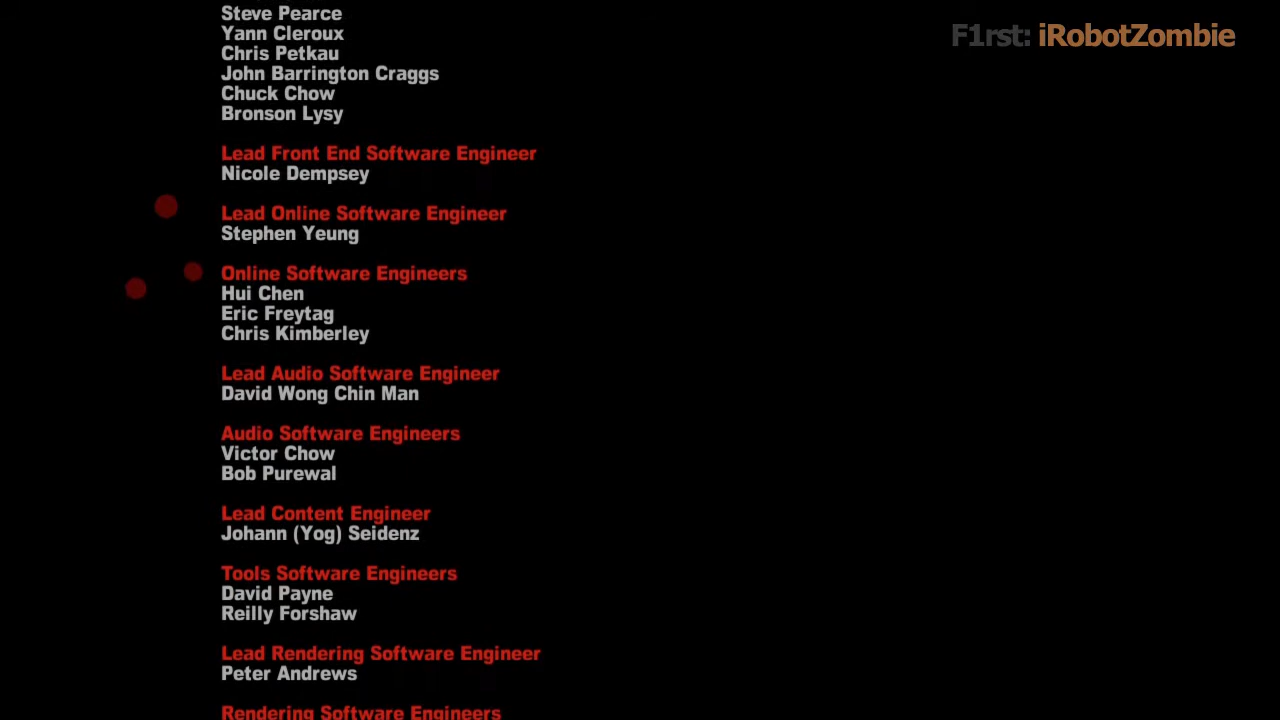 Steve Pearce
F1rst: iRobotZombie
Yann Cleroux
Chris Petkau
John Barrington Craggs
Chuck Chow
Bronson Lysy
Lead Front End Software Engineer
Nicole Dempsey
Lead Online Software Engineer
Stephen Yeung
Online Software Engineers
Hui Chen
Eric Freytag
Chris Kimberley
Lead Audio Software Engineer
David Wong Chin Man
Audio Software Engineers
Victor Chow
Bob Purewal
Lead Content Engineer
Johann (Yog) Seidenz
Tools Software Engineers
David Payne
Reilly Forshaw
Lead Rendering Software Engineer
Peter Andrews
Rendering Software Engineers